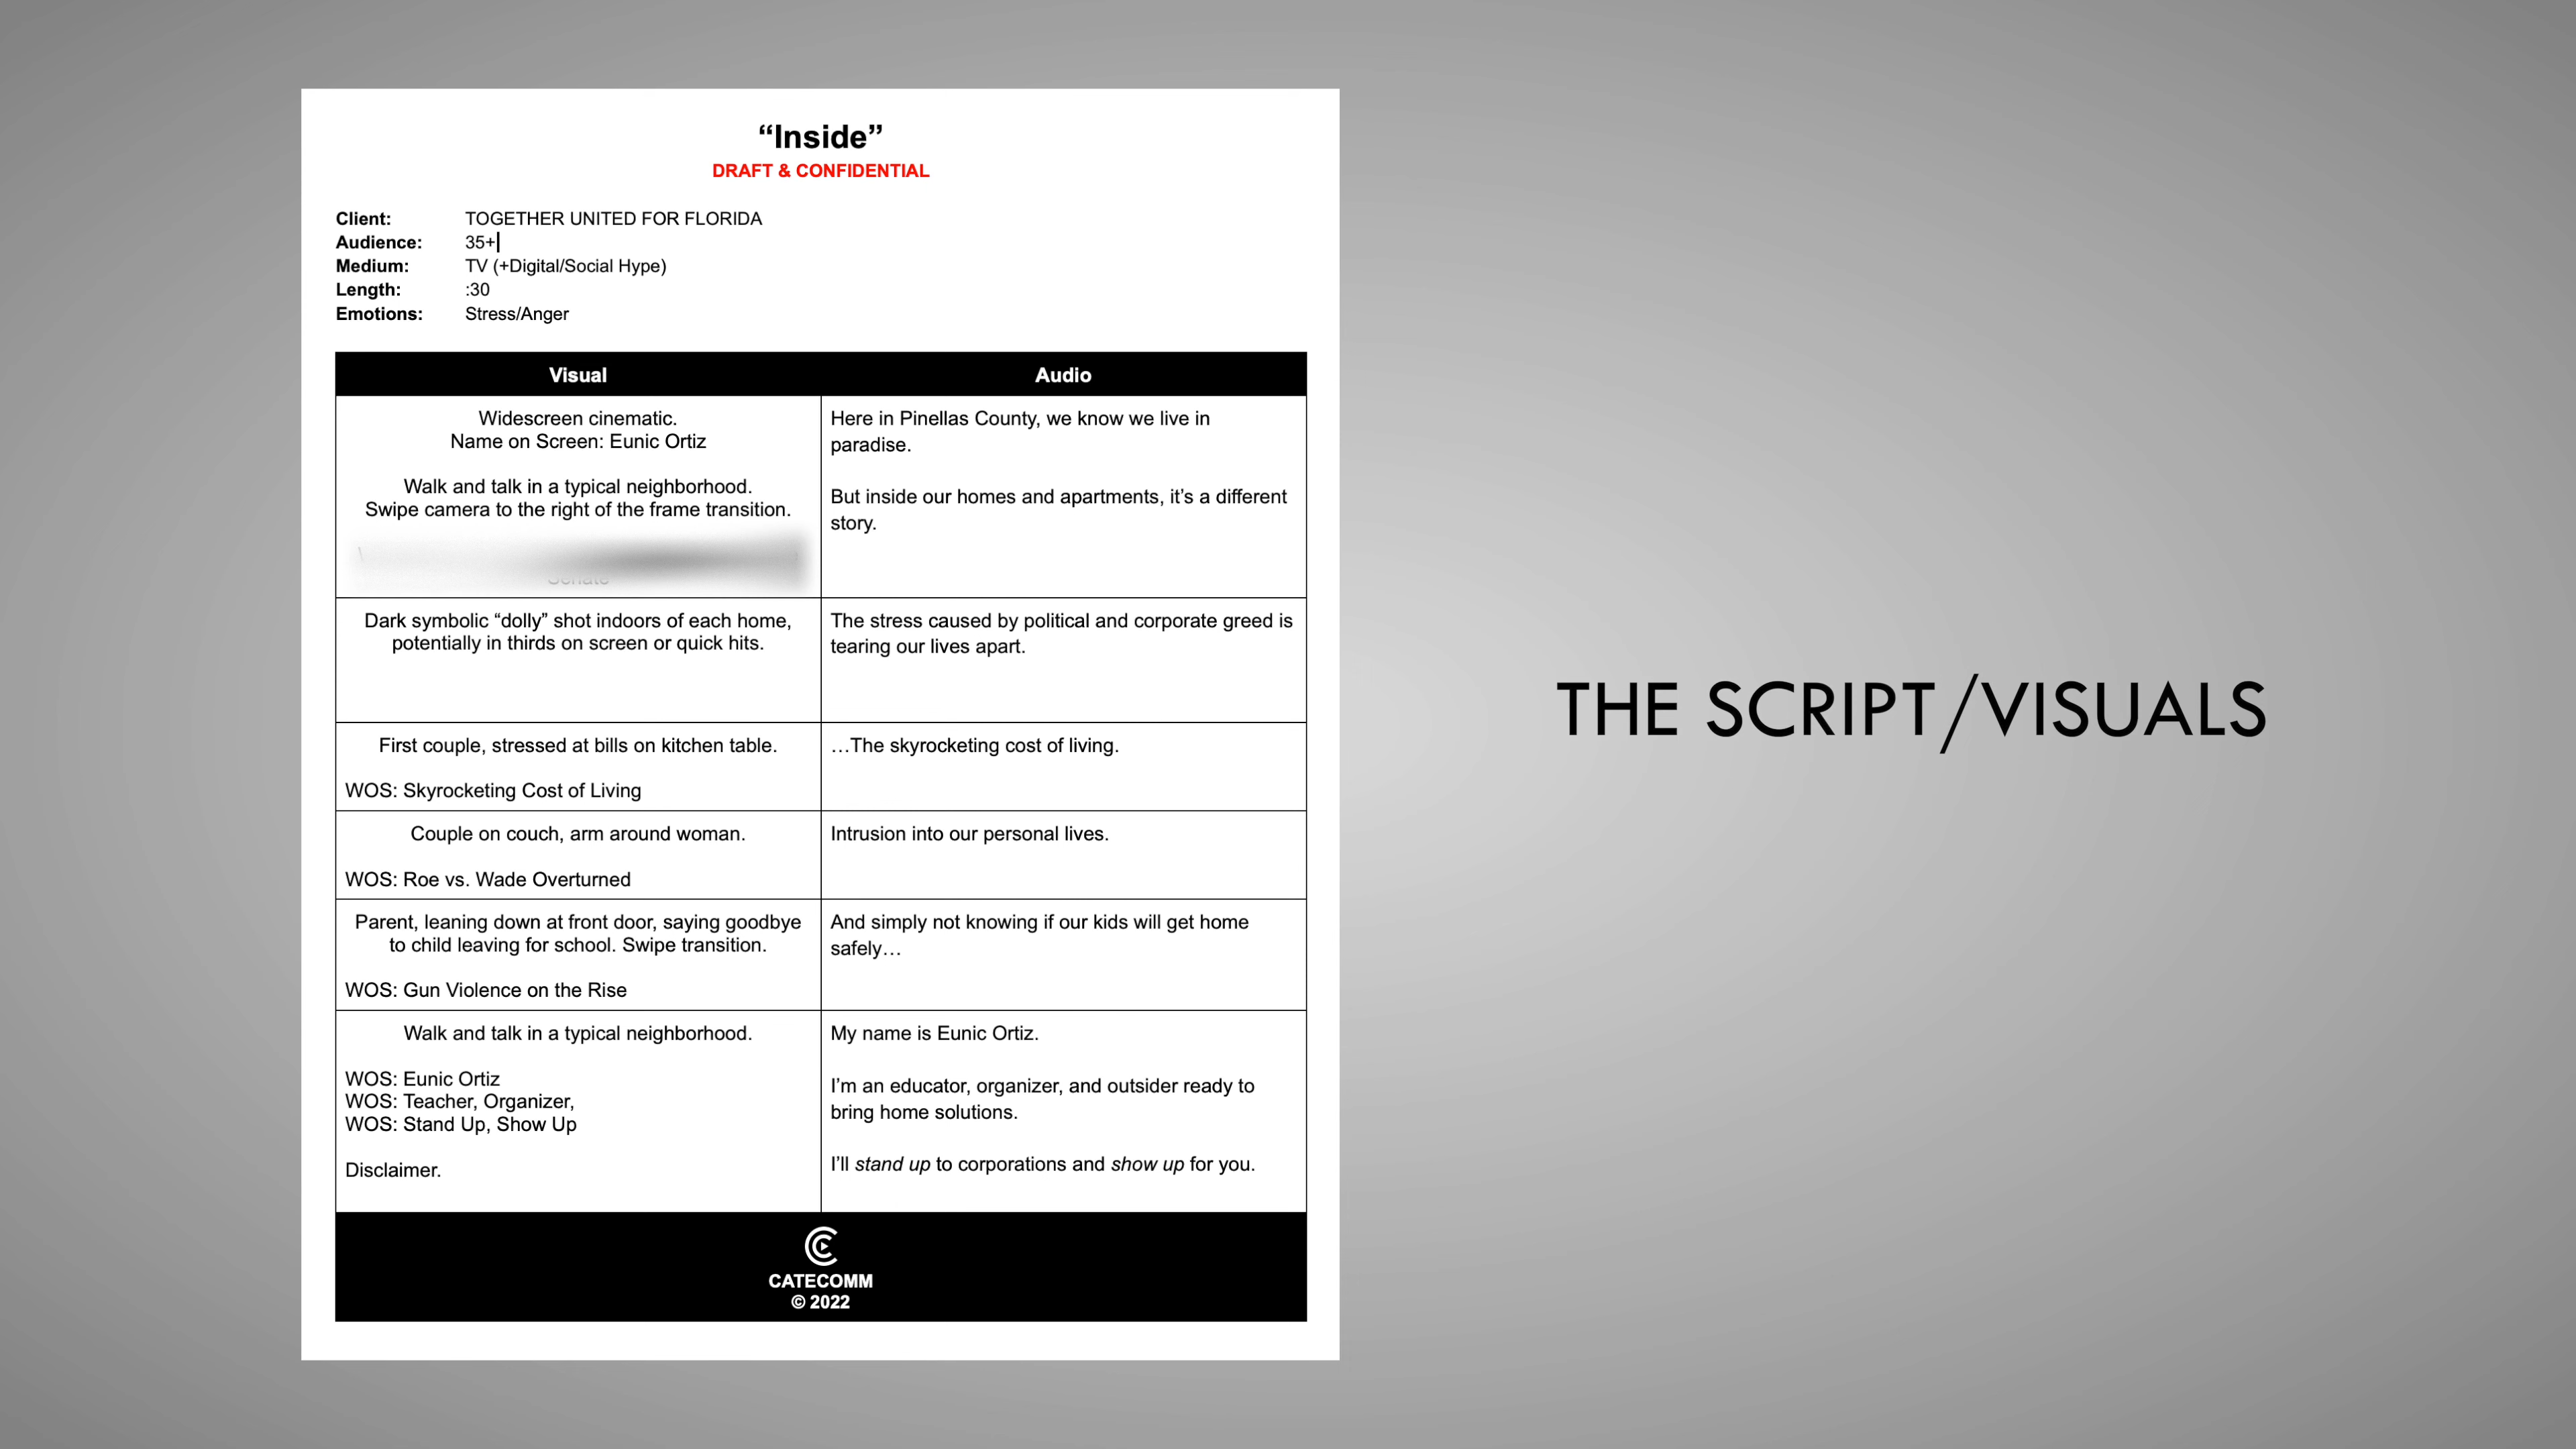 “Inside”
DRAFT & CONFIDENTIAL
Client: TOGETHER UNITED FOR FLORIDA
Audience: 35+
Medium: TV (+Digital/Social Hype)
Length: :30
Emotions: Stress/Anger
Visual
Audio
Widescreen cinematic.
Name on Screen: Eunic Ortiz
Walk and talk in a typical neighborhood.
Swipe camera to the right of the frame transition.
Here in Pinellas County, we know we live in
paradise.
But inside our homes and apartments, it’s a different
story.
Dark symbolic “dolly” shot indoors of each home,
potentially in thirds on screen or quick hits.
The stress caused by political and corporate greed is
tearing our lives apart.
First couple, stressed at bills on kitchen table.
WOS: Skyrocketing Cost of Living
…The skyrocketing cost of living.
Couple on couch, arm around woman.
WOS: Roe vs. Wade Overturned
Intrusion into our personal lives.
Parent, leaning down at front door, saying goodbye
to child leaving for school. Swipe transition.
WOS: Gun Violence on the Rise
And simply not knowing if our kids will get home
safely…
Walk and talk in a typical neighborhood.
WOS: Eunic Ortiz
WOS: Teacher, Organizer,
WOS: Stand Up, Show Up
Disclaimer.
My name is Eunic Ortiz.
I’m an educator, organizer, and outsider ready to
bring home solutions.
I’ll stand up to corporations and show up for you.
CATECOMM
© 2022
THE SCRIPT/VISUALS